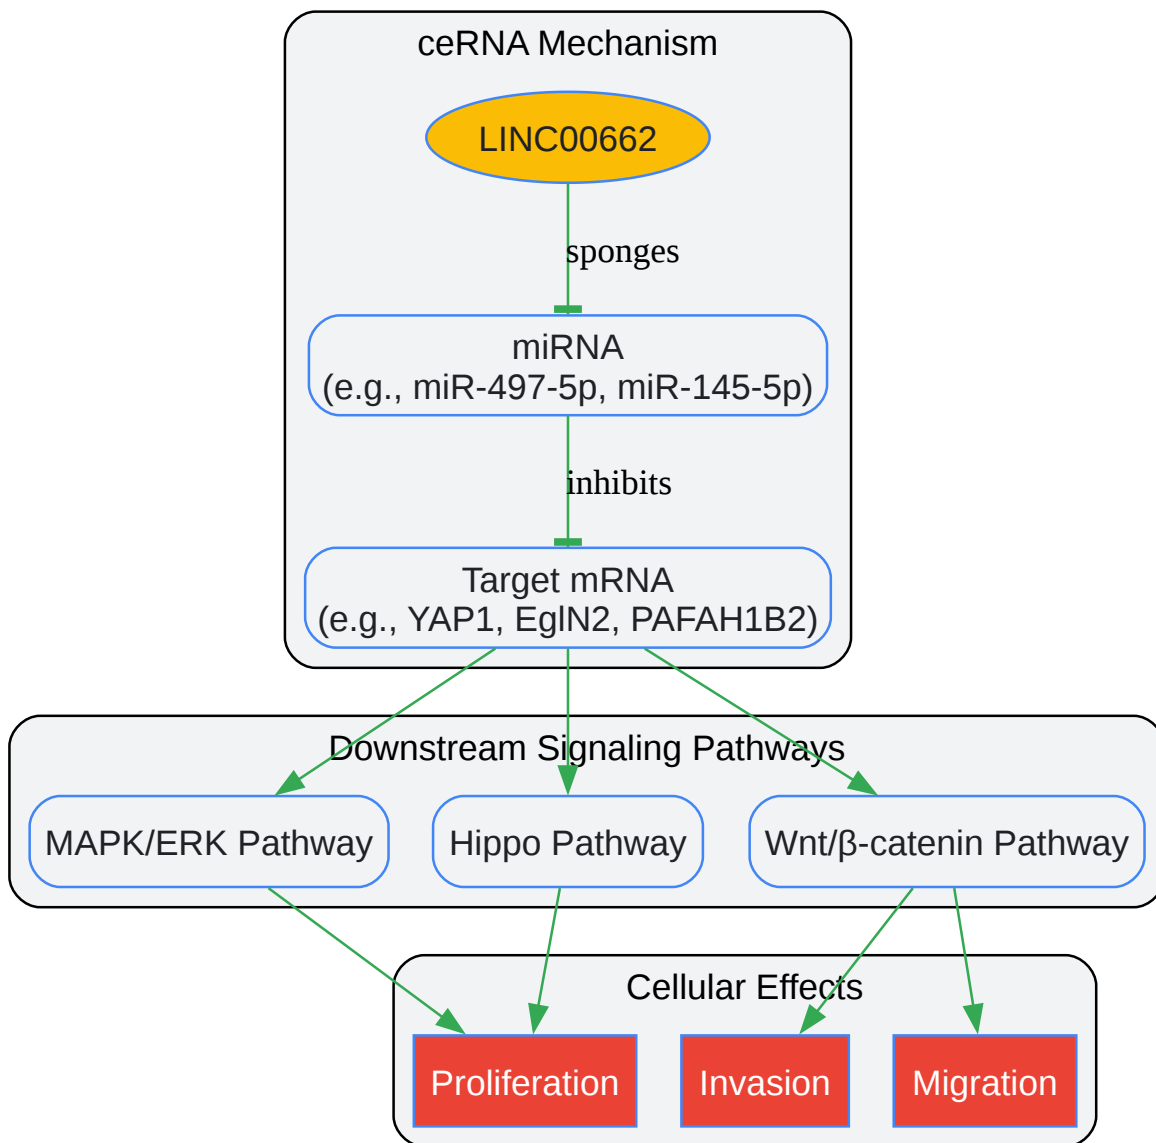 ceRNA Mechanism
LINC00662
sponges
miRNA
(e.g., miR-497-5p, miR-145-5p)
inhibits
Target mRNA
(e.g., YAP1, EglN2, PAFAH1B2)
Downstream Signaling Pathways
MAPK/ERK Pathway
Hippo Pathway
Wnt/β-catenin Pathway
Cellular Effects
Proliferation
Invasion
Migration